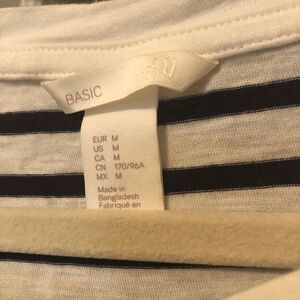 BASIC
EUR M
US M
CA M
CN 170/96A
MX M
Made in
Bangladesh
Fabriqué en